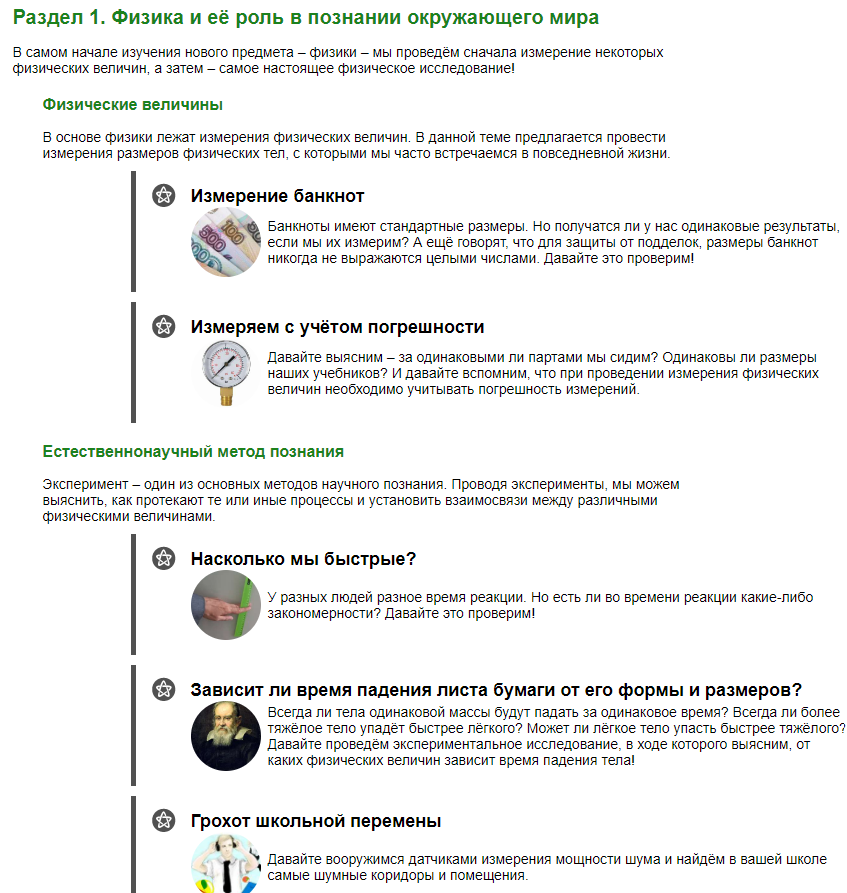 Раздел 1. Физика и её роль в познании окружающего мира
В самом начале изучения нового предмета – физики – мы проведём сначала измерение некоторых
физических величин, а затем – самое настоящее физическое исследование!
Физические величины
В основе физики лежат измерения физических величин. В данной теме предлагается провести
измерения размеров физических тел, с которыми мы часто встречаемся в повседневной жизни.
Измерение банкнот
Банкноты имеют стандартные размеры. Но получатся ли у нас одинаковые результаты,
если мы их измерим? А ещё говорят, что для защиты от подделок, размеры банкнот
никогда не выражаются целыми числами. Давайте это проверим!
Измеряем с учётом погрешности
Давайте выясним – за одинаковыми ли партами мы сидим? Одинаковы ли размеры
наших учебников? И давайте вспомним, что при проведении измерения физических
величин необходимо учитывать погрешность измерений.
Естественнонаучный метод познания
Эксперимент – один из основных методов научного познания. Проводя эксперименты, мы можем
выяснить, как протекают те или иные процессы и установить взаимосвязи между различными
физическими величинами.
Насколько мы быстрые?
У разных людей разное время реакции. Но есть ли во времени реакции какие-либо
закономерности? Давайте это проверим!
Зависит ли время падения листа бумаги от его формы и размеров?
Всегда ли тела одинаковой массы будут падать за одинаковое время? Всегда ли более
тяжёлое тело упадёт быстрее лёгкого? Может ли лёгкое тело упасть быстрее тяжёлого?
Давайте проведём экспериментальное исследование, в ходе которого выясним, от
каких физических величин зависит время падения тела!
Грохот школьной перемены
Давайте вооружимся датчиками измерения мощности шума и найдём в вашей школе
самые шумные коридоры и помещения.